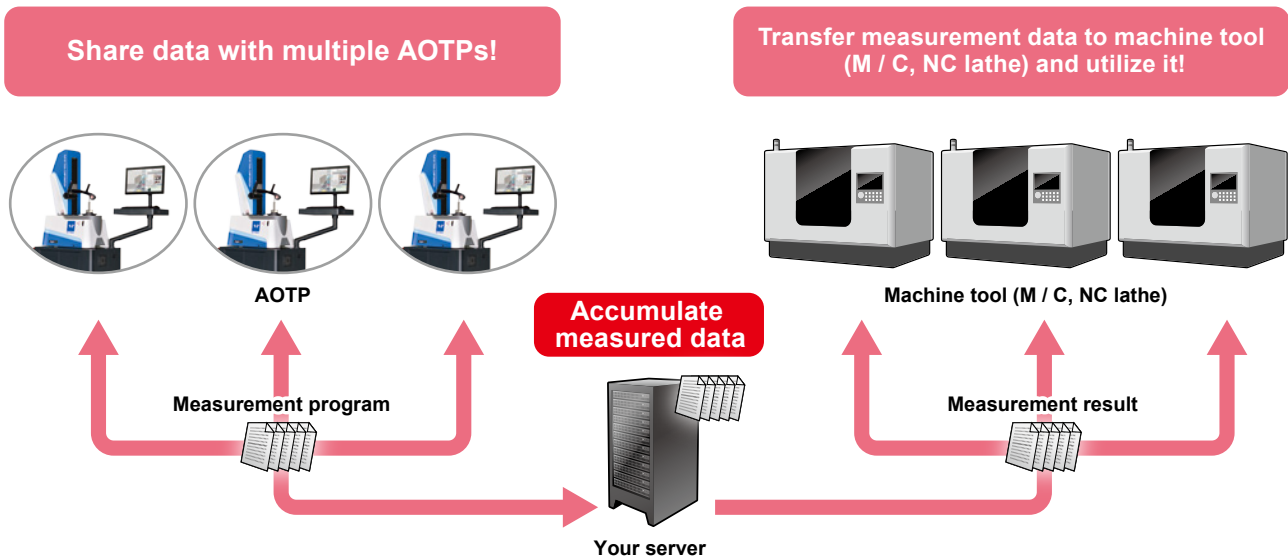 Share data with multiple AOTPs!
Transfer measurement data to machine tool
(M / C, NC lathe) and utilize it!
AOTP
Machine tool (M / C, NC lathe)
Accumulate
measured data
Measurement program
Measurement result
Your server